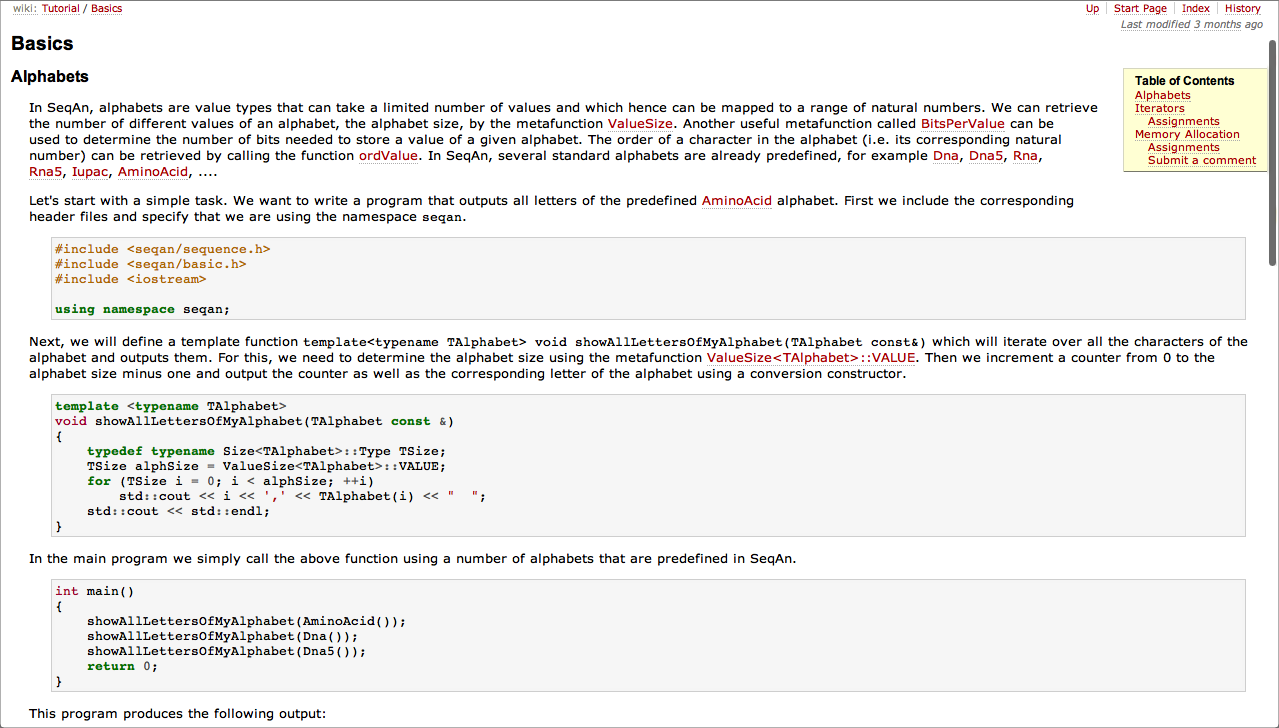 wiki: Tutorial / Basics
Up | Start Page | Index | History
Last modified 3 months ago
Basics
Alphabets
Table of Contents
Alphabets
Iterators
Assignments
Memory Allocation
Assignments
Submit a comment
In SeqAn, alphabets are value types that can take a limited number of values and which hence can be mapped to a range of natural numbers. We can retrieve
the number of different values of an alphabet, the alphabet size, by the metafunction ValueSize. Another useful metafunction called BitsPerValue can be
used to determine the number of bits needed to store a value of a given alphabet. The order of a character in the alphabet (i.e. its corresponding natural
number) can be retrieved by calling the function ordValue. In SeqAn, several standard alphabets are already predefined, for example Dna, Dna5, Rna,
Rna5, Iupac, AminoAcid, ....
Let's start with a simple task. We want to write a program that outputs all letters of the predefined AminoAcid alphabet. First we include the corresponding
header files and specify that we are using the namespace seqan.
#include <seqan/sequence.h>
#include <seqan/basic.h>
#include <iostream>
using namespace seqan;
Next, we will define a template function template<typename TAlphabet> void showAllLettersOfMyAlphabet(TAlphabet const&) which will iterate over all the characters of the
alphabet and outputs them. For this, we need to determine the alphabet size using the metafunction ValueSize<TAlphabet>::VALUE. Then we increment a counter from 0 to the
alphabet size minus one and output the counter as well as the corresponding letter of the alphabet using a conversion constructor.
template <typename TAlphabet>
void showAllLettersOfMyAlphabet(TAlphabet const &)
{
    typedef typename Size<TAlphabet>::Type TSize;
    TSize alphSize = ValueSize<TAlphabet>::VALUE;
    for (TSize i = 0; i < alphSize; ++i)
        std::cout << i << ',' << TAlphabet(i) << "  ";
    std::cout << std::endl;
}
In the main program we simply call the above function using a number of alphabets that are predefined in SeqAn.
int main()
{
    showAllLettersOfMyAlphabet(AminoAcid());
    showAllLettersOfMyAlphabet(Dna());
    showAllLettersOfMyAlphabet(Dna5());
    return 0;
}
This program produces the following output: